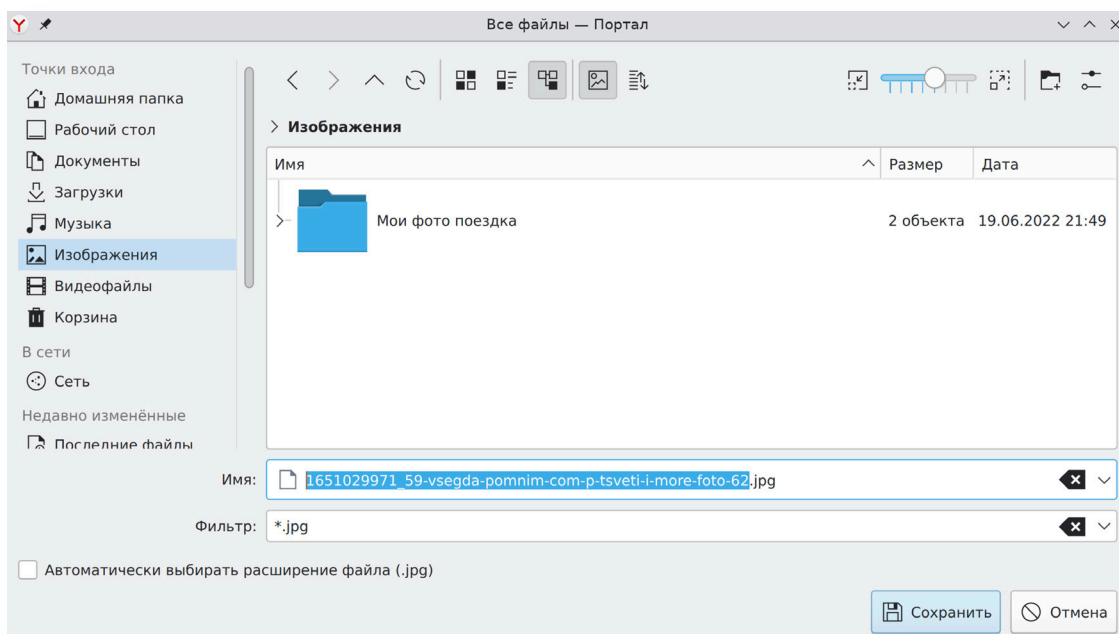 Все файлы — Портал
Точки входа
Домашняя папка
Рабочий стол
Документы
Загрузки
Музыка
Изображения
Видеофайлы
Корзина
В сети
Сеть
Недавно изменённые
Последние файлы
Изображения
Имя Размер Дата
Мои фото поездка 2 объекта 19.06.2022 21:49
Имя: 1651029971_59-vsegda-pomnim-com-p-tsveti-i-more-foto-62.jpg
Фильтр: *.jpg
Автоматически выбирать расширение файла (.jpg)
Сохранить Отмена